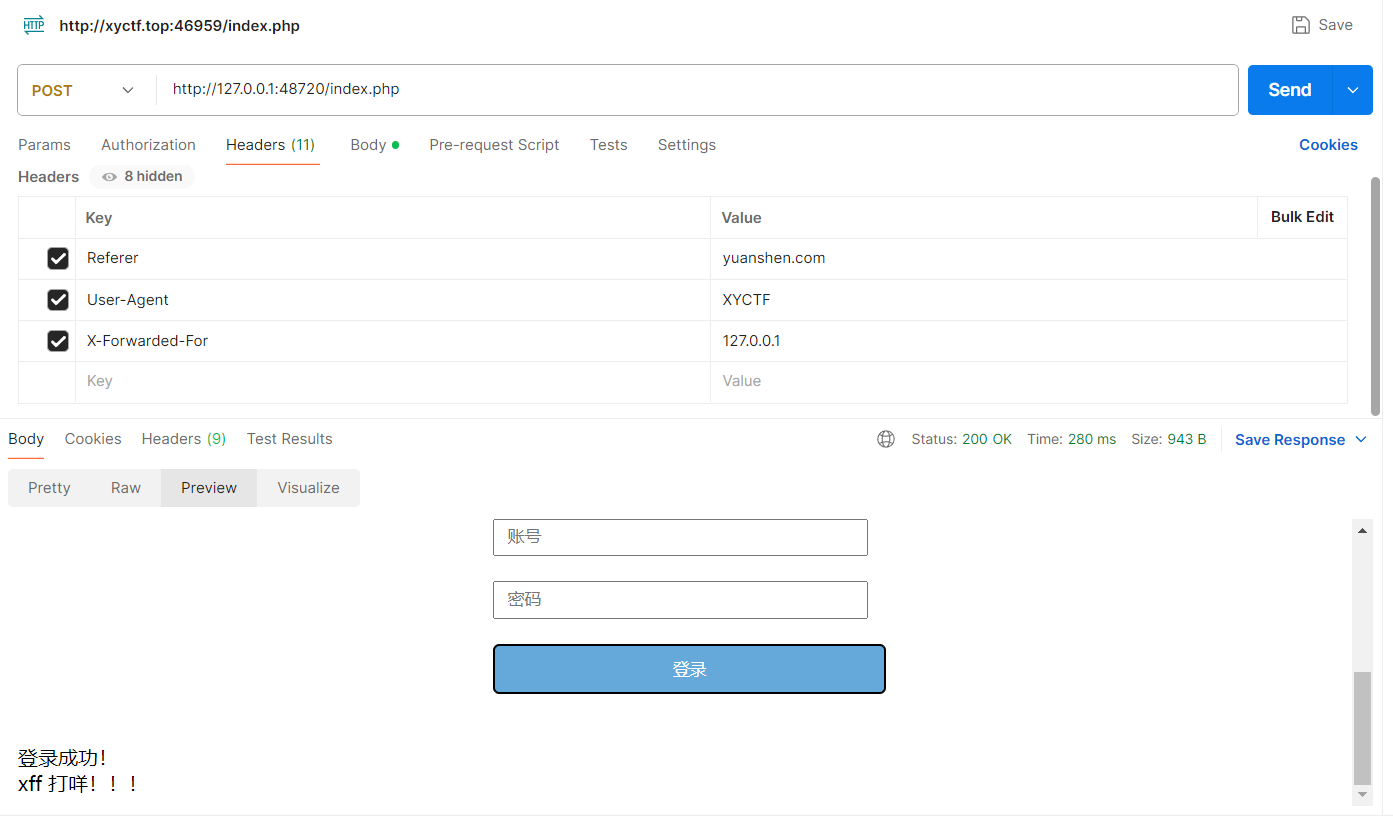 HTTP http://xyctf.top:46959/index.php Save
POST http://127.0.0.1:48720/index.php Send
Params Authorization Headers (11) Body Pre-request Script Tests Settings Cookies
Headers 8 hidden
Key Value Bulk Edit
Referer yuanshen.com
User-Agent XYCTF
X-Forwarded-For 127.0.0.1
Key Value
Body Cookies Headers (9) Test Results Status: 200 OK Time: 280 ms Size: 943 B Save Response
Pretty Raw Preview Visualize
账号
密码
登录
登录成功！
xff 打咩！！！